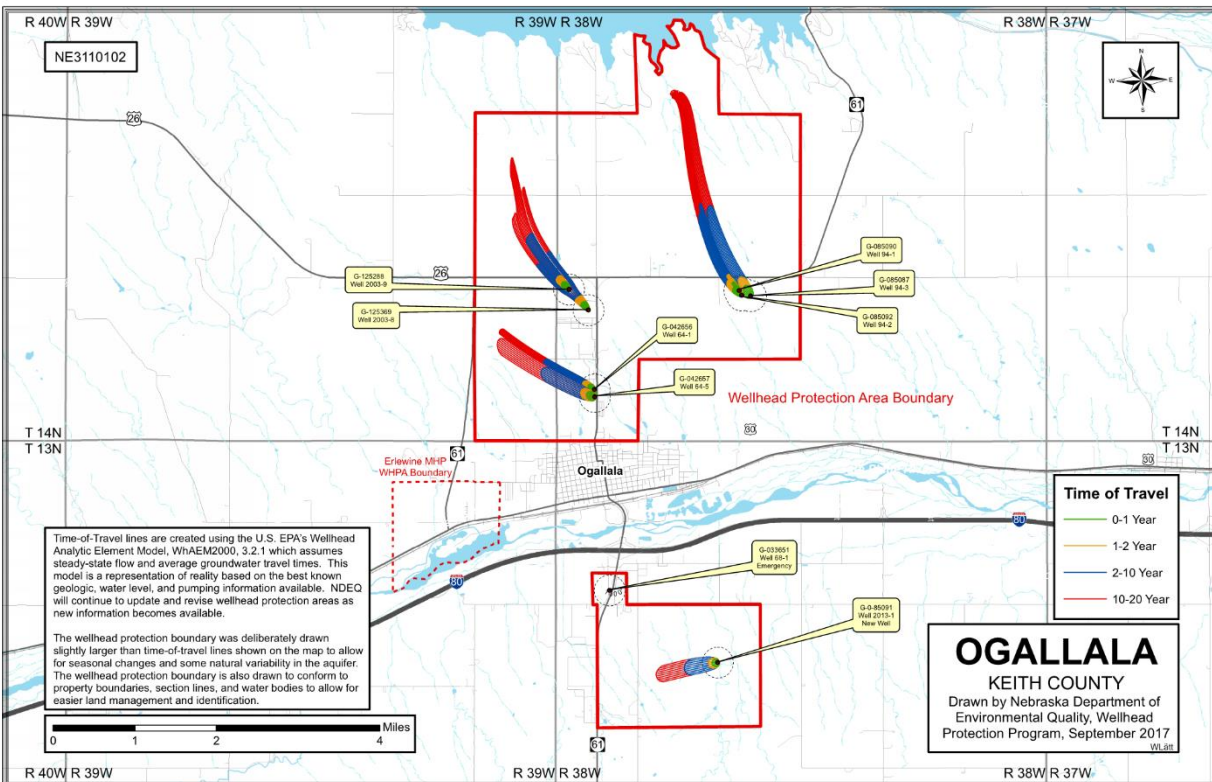 R 40W R 39W
R 39W R 38W
R 38W R 37W
NE3110102
N
W E
S
61
26
26
G-085090
Well 94-1
G-125288
Well 2003-9
G-085087
Well 94-3
G-125369
Well 2003-8
G-085092
Well 94-2
G-042656
Well 64-1
G-042657
Well 64-5
Wellhead Protection Area Boundary
80
T 14N
T 13N
T 14N
T 13N
61
30
Erlewine MHP
WHPA Boundary
Ogallala
Time of Travel
0-1 Year
1-2 Year
2-10 Year
10-20 Year
80
80
Time-of-Travel lines are created using the U.S. EPA's Wellhead
Analytic Element Model, WhAEM2000, 3.2.1 which assumes
steady-state flow and average groundwater travel times. This
model is a representation of reality based on the best known
geologic, water level, and pumping information available. NDEQ
will continue to update and revise wellhead protection areas as
new information becomes available.
The wellhead protection boundary was deliberately drawn
slightly larger than time-of-travel lines shown on the map to allow
for seasonal changes and some natural variability in the aquifer.
The wellhead protection boundary is also drawn to conform to
property boundaries, section lines, and water bodies to allow for
easier land management and identification.
G-033651
Well 66-1
Emergency
G-0-85091
Well 2013-1
New Well
OGALLALA
KEITH COUNTY
Drawn by Nebraska Department of
Environmental Quality, Wellhead
Protection Program, September 2017
WLätt
Miles
0 1 2 4
61
R 40W R 39W
R 39W R 38W
R 38W R 37W